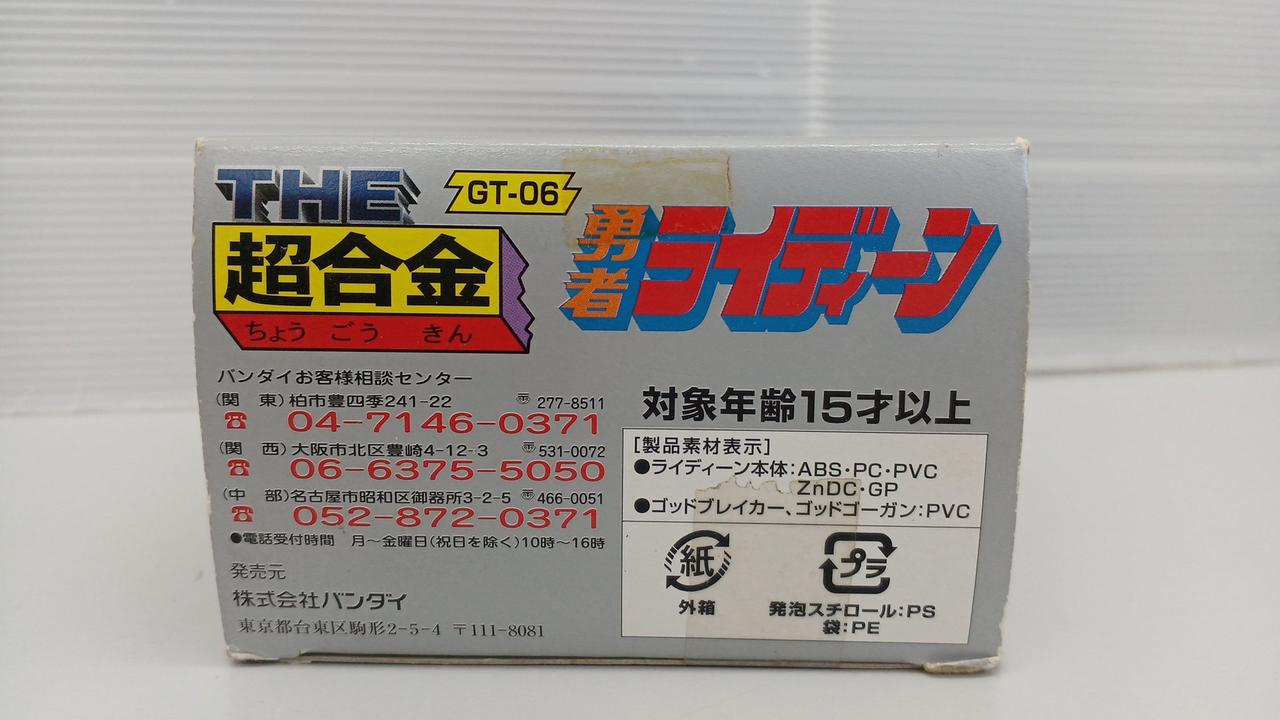 THE
超合金
ちょうごうきん
GT-06
勇者
ライディーン
バンダイお客様相談センター
(関 東)柏市豊四季241-22 〒277-8511
☎ 04-7146-0371
(関 西)大阪市北区豊崎4-12-3 〒531-0072
☎ 06-6375-5050
(中 部)名古屋市昭和区御器所3-2-5 〒466-0051
☎ 052-872-0371
●電話受付時間 月~金曜日(祝日を除く)10時~16時
発売元
株式会社バンダイ
東京都台東区駒形2-5-4 〒111-8081
対象年齢15才以上
[製品素材表示]
●ライディーン本体:ABS・PC・PVC
ZnDC・GP
●ゴッドブレイカー、ゴッドゴーガン:PVC
紙
外箱
プラ
発泡スチロール:PS
袋:PE